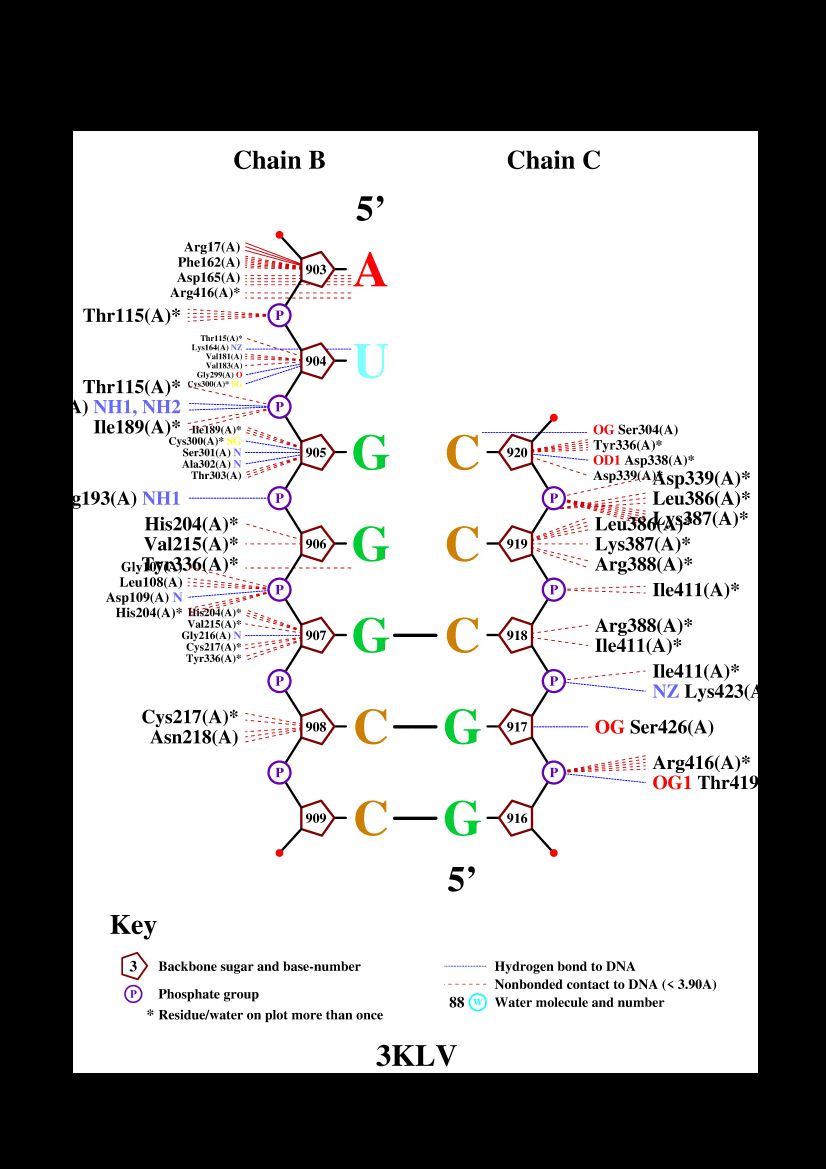 Chain B
Chain C
5’
Arg17(A)
Phe162(A)
Asp165(A)
Arg416(A)*
903 A
Thr115(A)*
P
Thr115(A)*
Lys164(A) NZ
Val181(A)
Val183(A)
Gly299(A) O
Cys300(A)* SG
904 U
Thr115(A)*
A) NH1, NH2
Ile189(A)*
P
Ile189(A)*
Cys300(A)* SG
Ser301(A) N
Ala302(A) N
Thr303(A)
905 G
C 920
OG Ser304(A)
Tyr336(A)*
OD1 Asp338(A)*
Asp339(A)*
g193(A) NH1
P
P
Asp339(A)*
Leu386(A)*
Lys387(A)*
His204(A)*
Val215(A)*
Tyr336(A)*
906 G
C 919
Leu386(A)*
Lys387(A)*
Arg388(A)*
Gly107(A)
Leu108(A)
Asp109(A) N
His204(A)*
P
P
Ile411(A)*
His204(A)*
Val215(A)*
Gly216(A) N
Cys217(A)*
Tyr336(A)*
907 G
C 918
Arg388(A)*
Ile411(A)*
P
P
Ile411(A)*
NZ Lys423(A
Cys217(A)*
Asn218(A)
908 C
G 917
OG Ser426(A)
P
P
Arg416(A)*
OG1 Thr419
909 C
G 916
5’
Key
3 Backbone sugar and base-number
P Phosphate group
* Residue/water on plot more than once
Hydrogen bond to DNA
Nonbonded contact to DNA (< 3.90A)
88 W Water molecule and number
3KLV